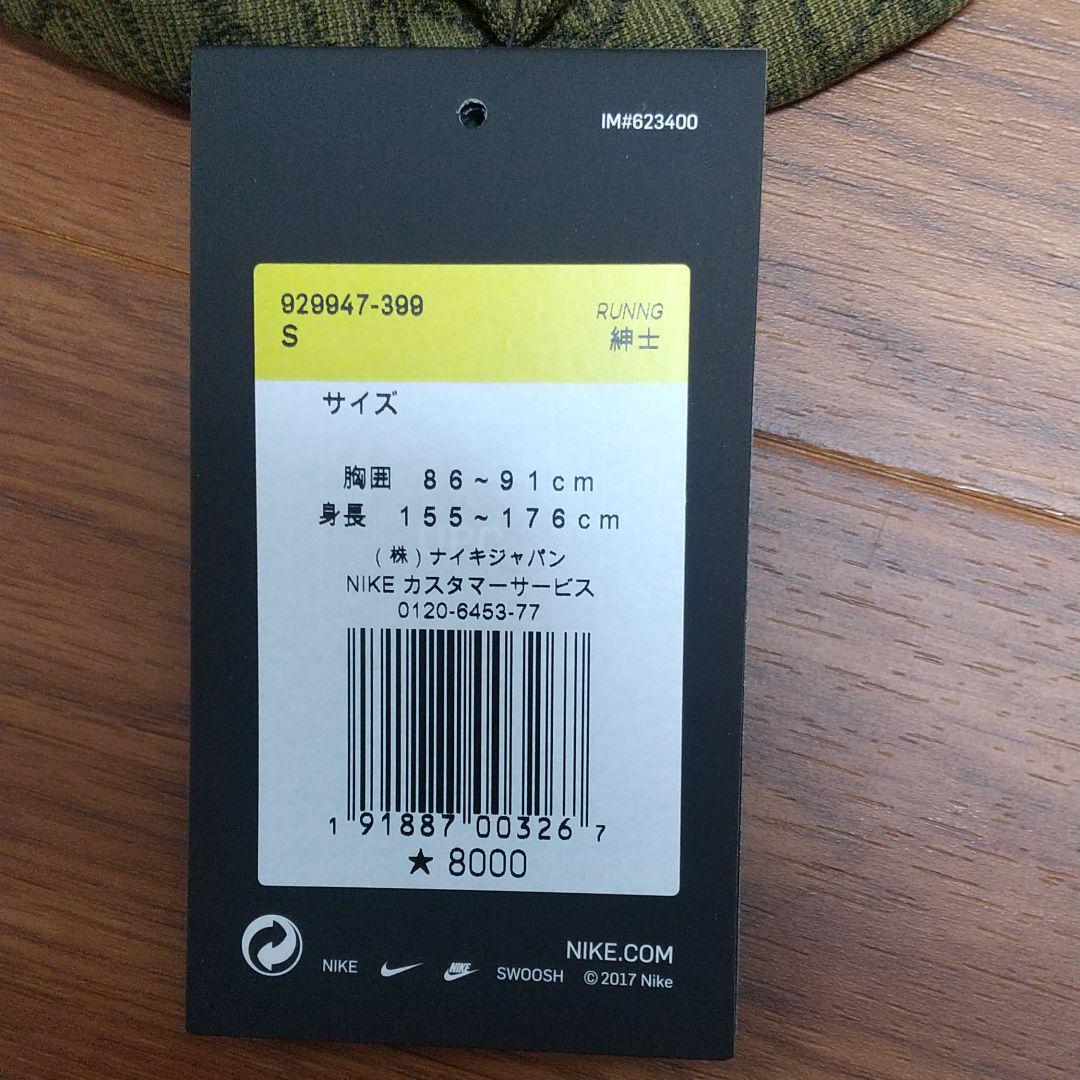 IM#623400
929947-399 RUNNG
S 紳士
サイズ
胸囲 86~91cm
身長 155~176cm
(株)ナイキジャパン
NIKE カスタマーサービス
0120-6453-77
1 91887 00326 7
★ 8000
NIKE.COM
NIKE NIKE SWOOSH © 2017 Nike